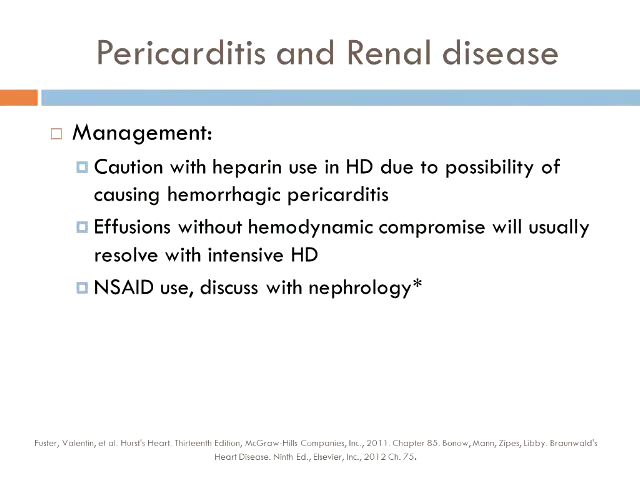 Pericarditis and Renal disease
Management:
Caution with heparin use in HD due to possibility of
causing hemorrhagic pericarditis
Effusions without hemodynamic compromise will usually
resolve with intensive HD
NSAID use, discuss with nephrology*
Fuster, Valentin, et al. Hurst's Heart. Thirteenth Edition, McGraw-Hills Companies, Inc., 2011. Chapter 85. Bonow, Mann, Zipes, Libby. Braunwald's
Heart Disease. Ninth Ed., Elsevier, Inc., 2012 Ch. 75.